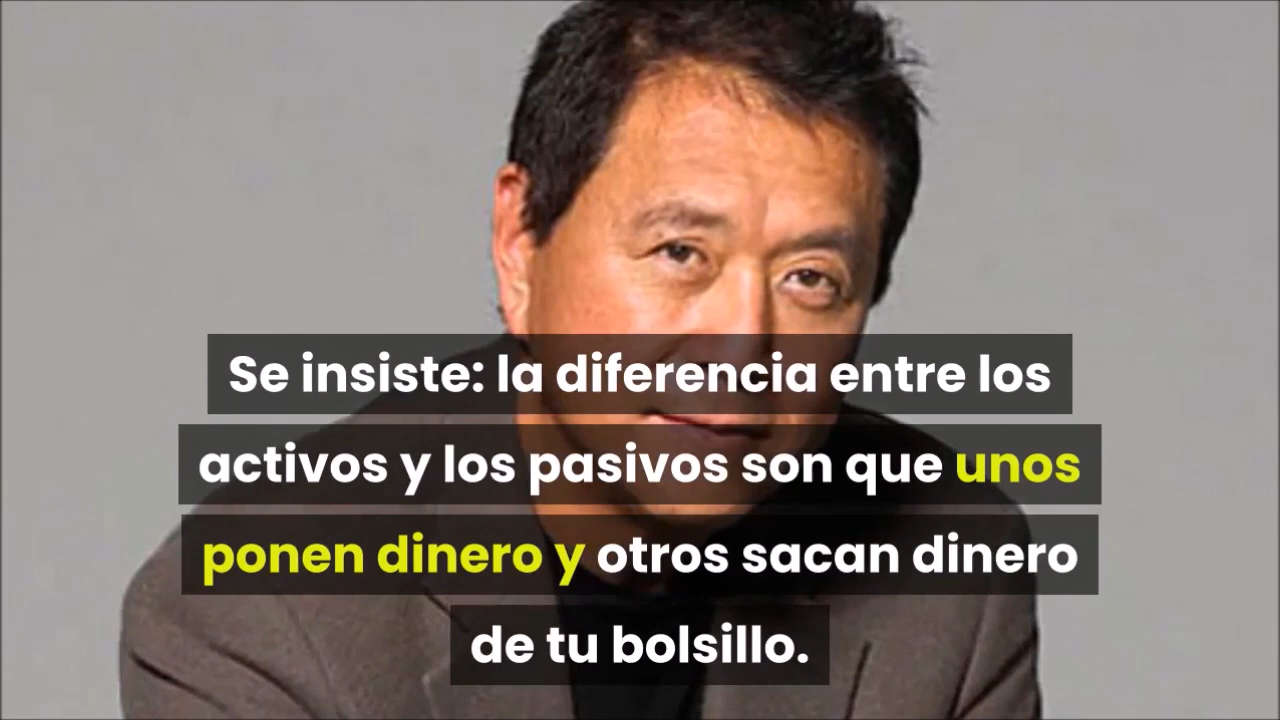 Se insiste: la diferencia entre los
activos y los pasivos son que unos
ponen dinero y otros sacan dinero
de tu bolsillo.